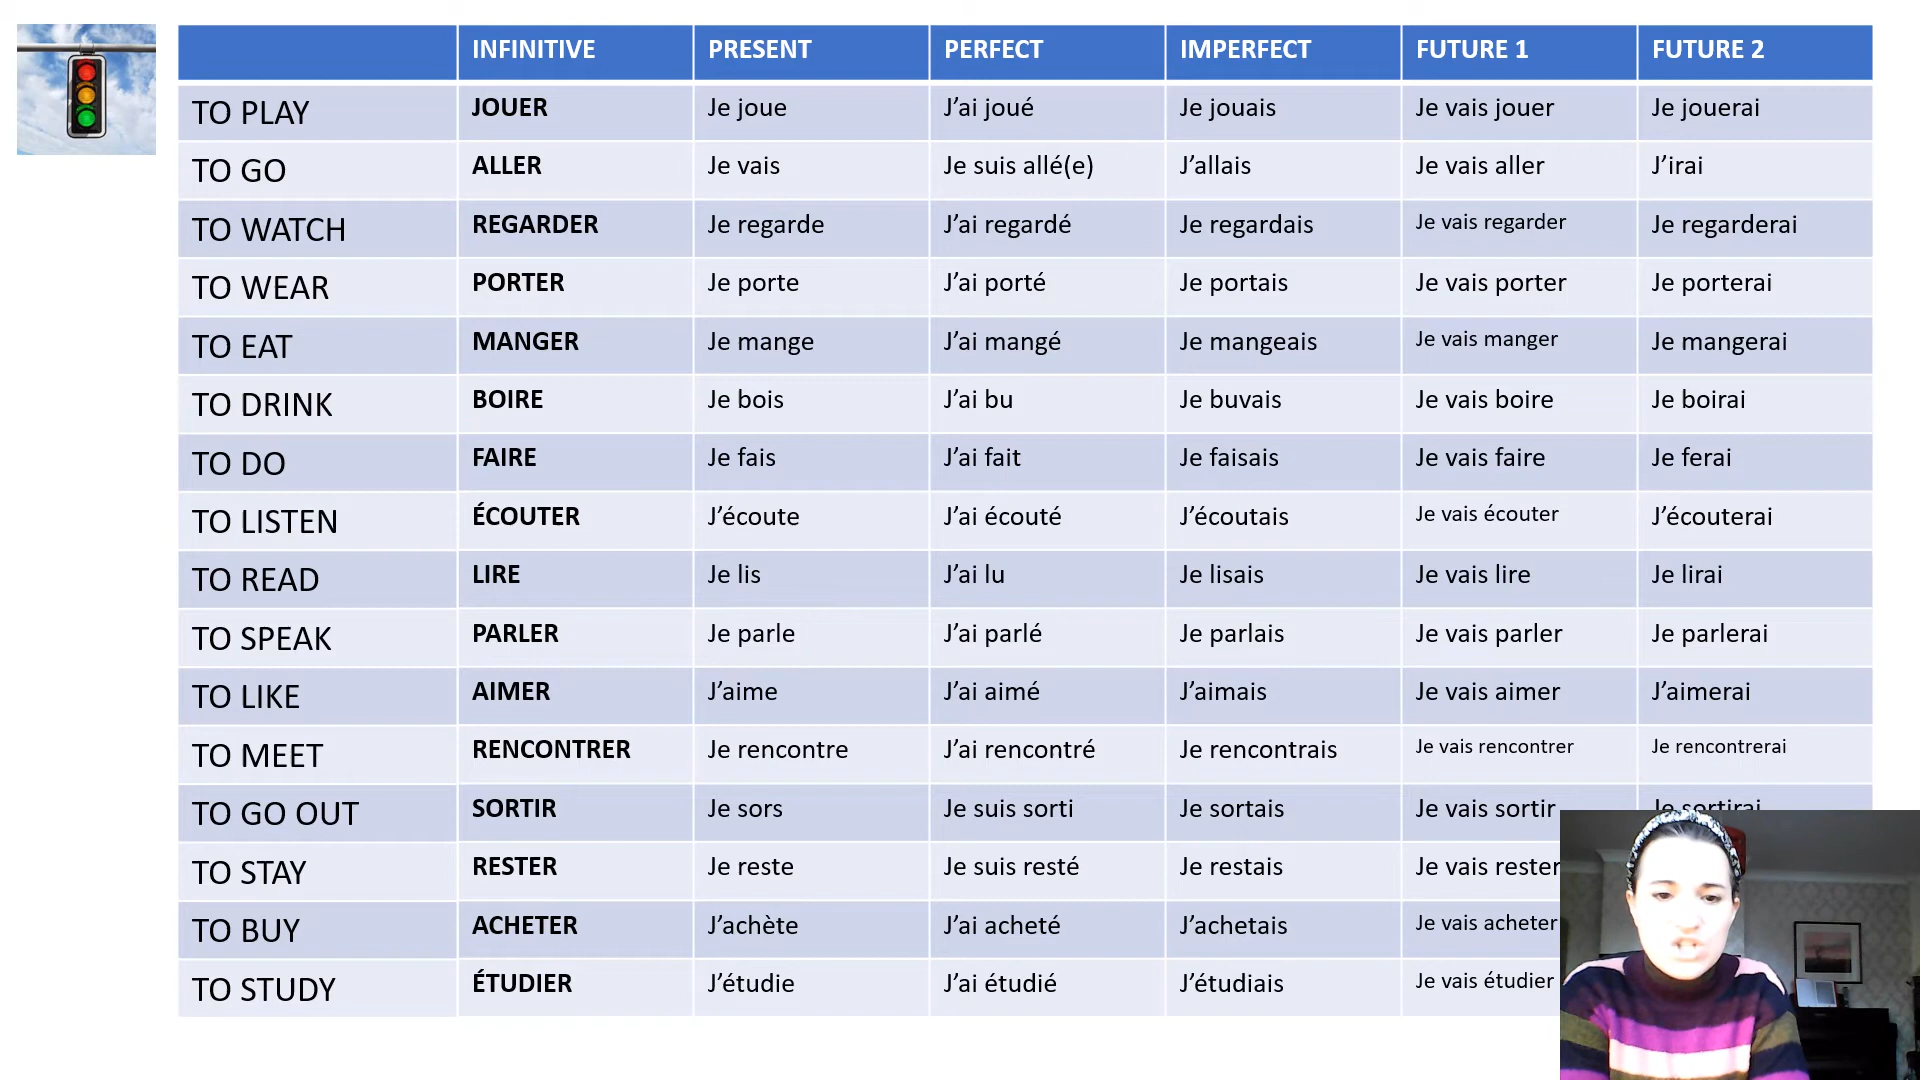 INFINITIVE PRESENT PERFECT IMPERFECT FUTURE 1 FUTURE 2
TO PLAY JOUER Je joue J’ai joué Je jouais Je vais jouer Je jouerai
TO GO ALLER Je vais Je suis allé(e) J’allais Je vais aller J’irai
TO WATCH REGARDER Je regarde J’ai regardé Je regardais Je vais regarder Je regarderai
TO WEAR PORTER Je porte J’ai porté Je portais Je vais porter Je porterai
TO EAT MANGER Je mange J’ai mangé Je mangeais Je vais manger Je mangerai
TO DRINK BOIRE Je bois J’ai bu Je buvais Je vais boire Je boirai
TO DO FAIRE Je fais J’ai fait Je faisais Je vais faire Je ferai
TO LISTEN ÉCOUTER J’écoute J’ai écouté J’écoutais Je vais écouter J’écouterai
TO READ LIRE Je lis J’ai lu Je lisais Je vais lire Je lirai
TO SPEAK PARLER Je parle J’ai parlé Je parlais Je vais parler Je parlerai
TO LIKE AIMER J’aime J’ai aimé J’aimais Je vais aimer J’aimerai
TO MEET RENCONTRER Je rencontre J’ai rencontré Je rencontrais Je vais rencontrer Je rencontrerai
TO GO OUT SORTIR Je sors Je suis sorti Je sortais Je vais sortir Je sortirai
TO STAY RESTER Je reste Je suis resté Je restais Je vais rester
TO BUY ACHETER J’achète J’ai acheté J’achetais Je vais acheter
TO STUDY ÉTUDIER J’étudie J’ai étudié J’étudiais Je vais étudier